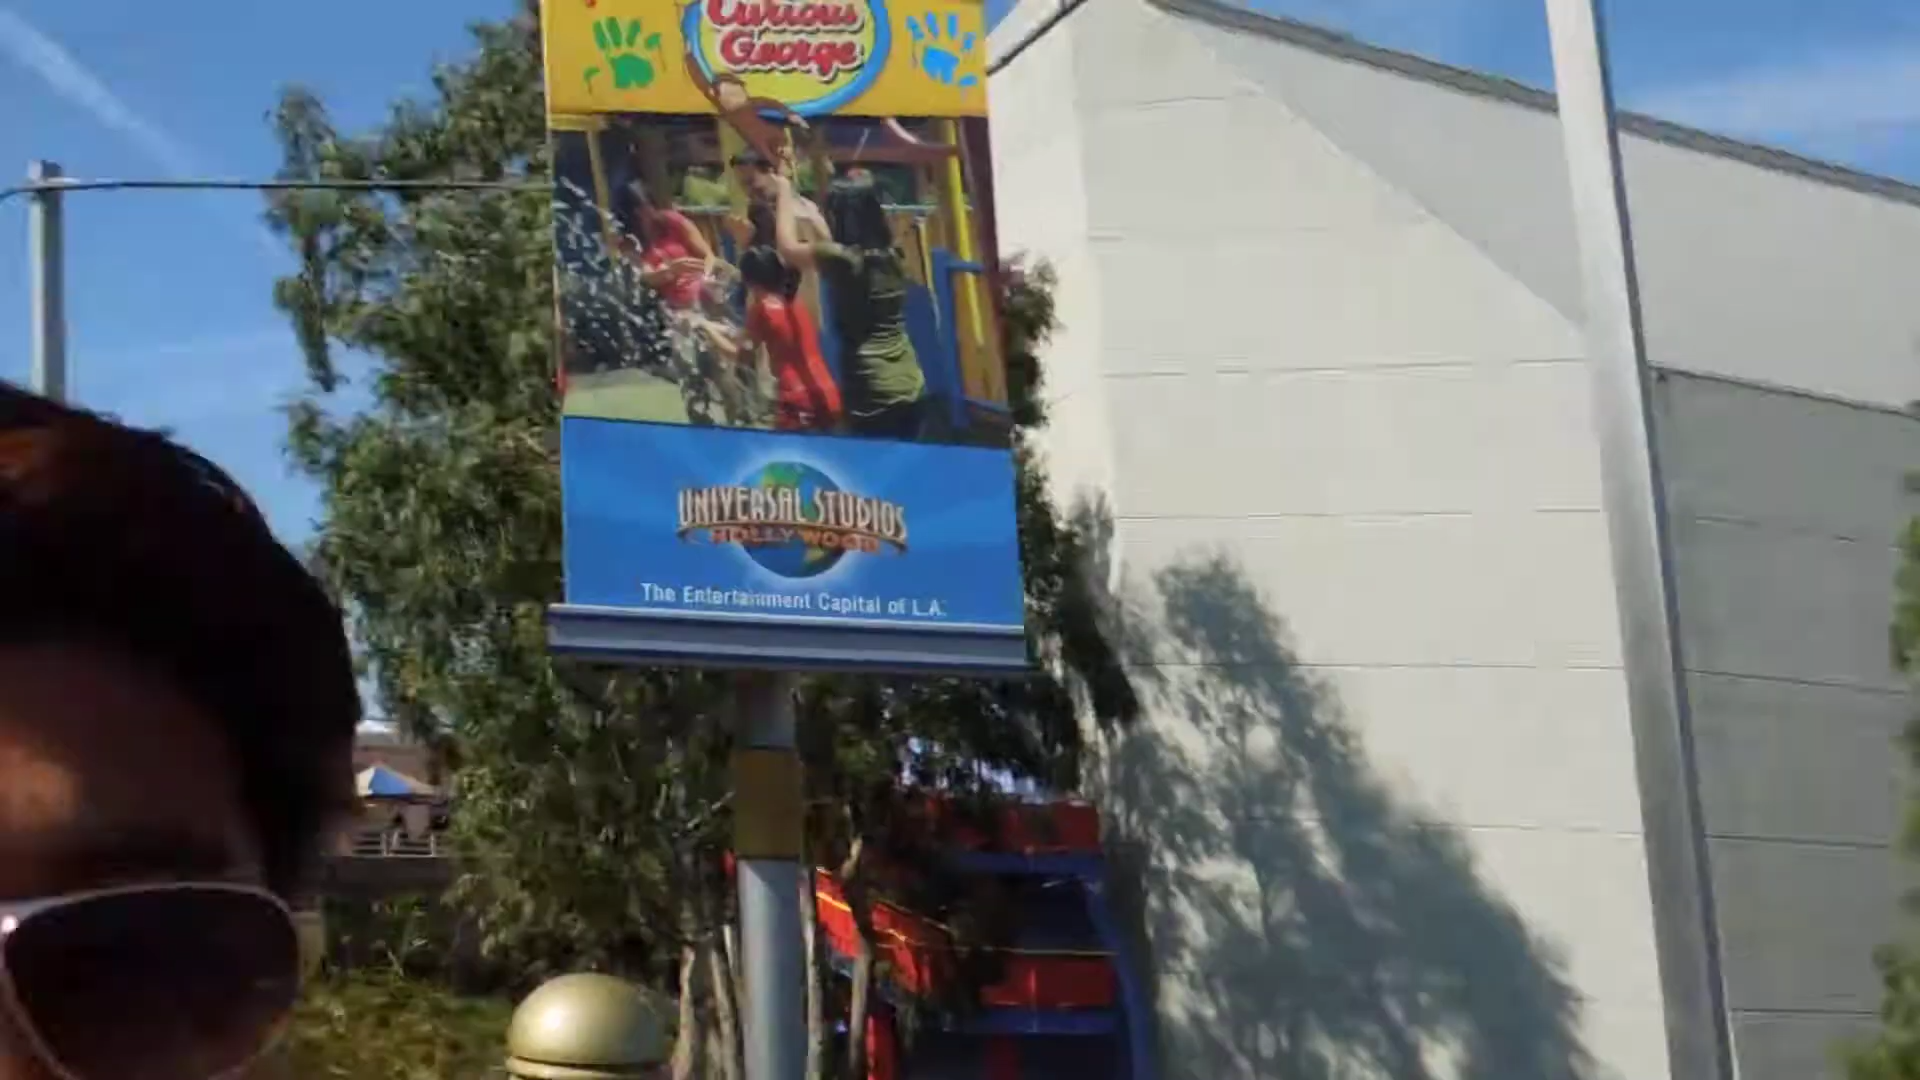 Curious
George
UNIVERSAL STUDIOS
HOLLYWOOD
The Entertainment Capital of L.A.